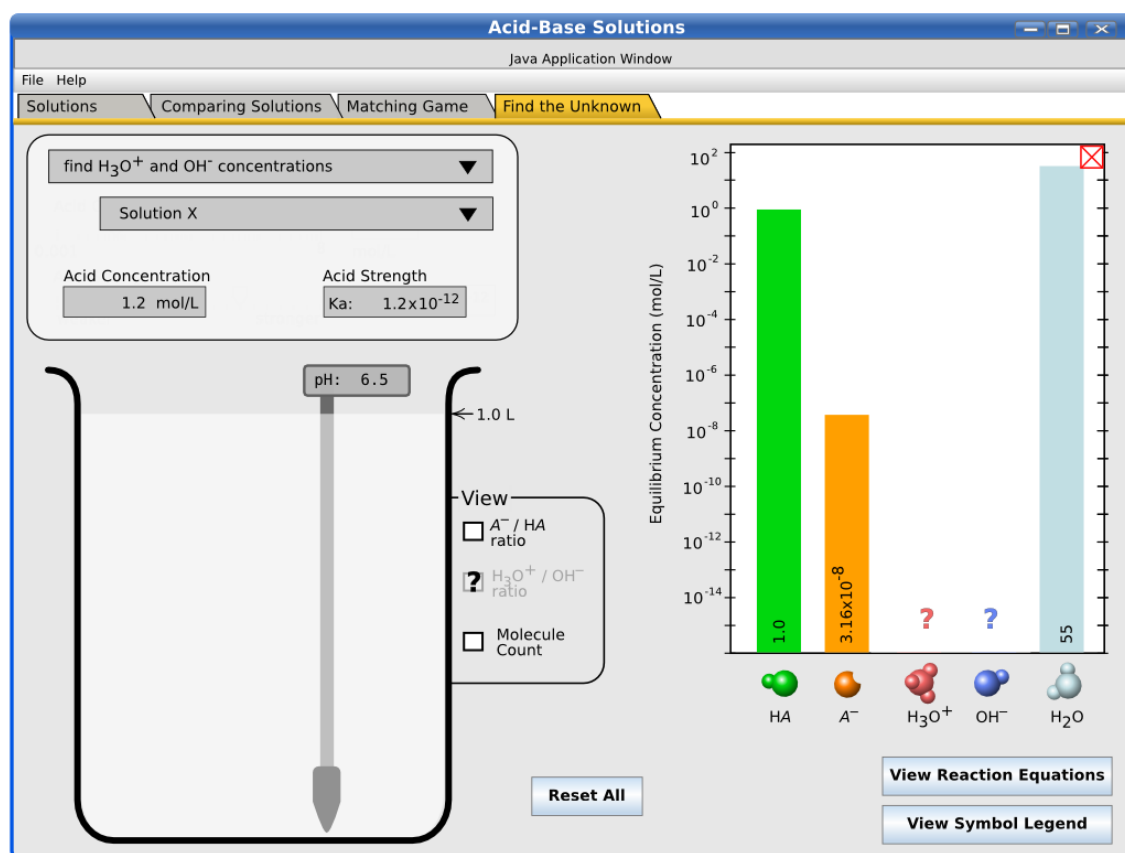 Acid-Base Solutions
Java Application Window
File Help
Solutions Comparing Solutions Matching Game Find the Unknown
find H₃O⁺ and OH⁻ concentrations
Solution X
Acid Concentration
1.2 mol/L
Acid Strength
Ka: 1.2x10⁻¹²
pH: 6.5
1.0 L
View
A⁻ / HA
ratio
?
H₃O⁺ / OH⁻
ratio
Molecule
Count
Reset All
Equilibrium Concentration (mol/L)
10²
10⁰
10⁻²
10⁻⁴
10⁻⁶
10⁻⁸
10⁻¹⁰
10⁻¹²
10⁻¹⁴
1.0
3.16x10⁻⁸
?
?
55
HA A⁻ H₃O⁺ OH⁻ H₂O
View Reaction Equations
View Symbol Legend